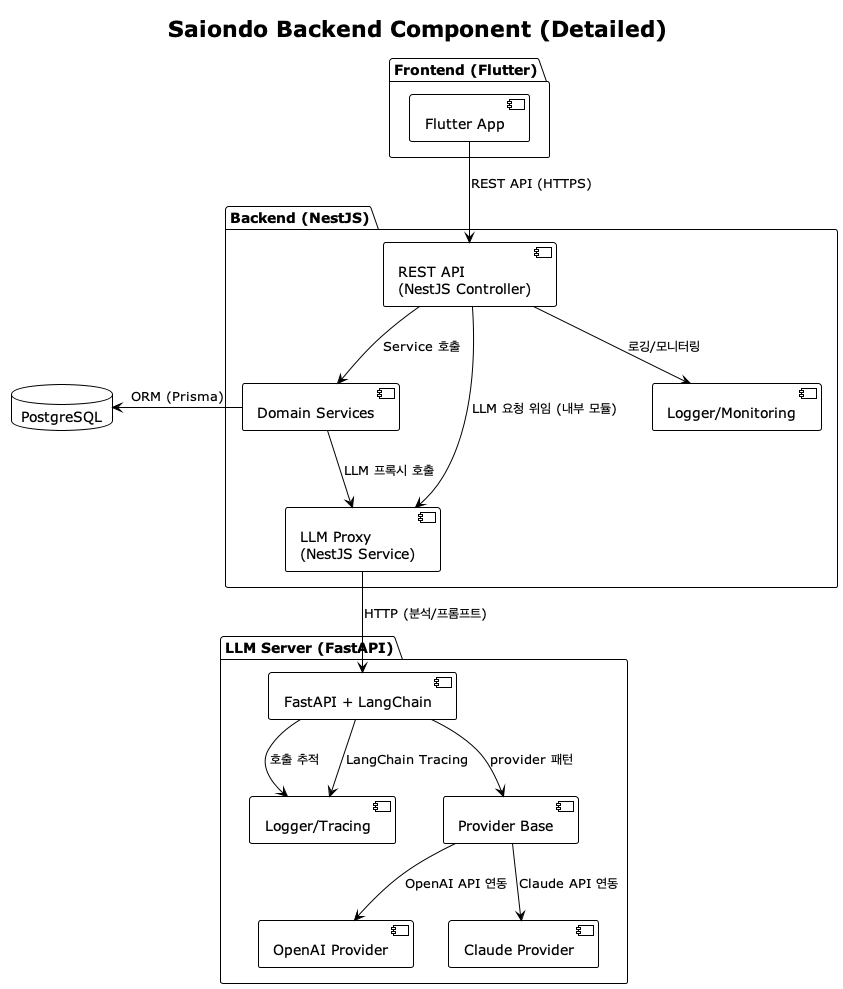 Saiondo Backend Component (Detailed)
Frontend (Flutter)
Flutter App
REST API (HTTPS)
Backend (NestJS)
REST API
(NestJS Controller)
Service 호출
로깅/모니터링
ORM (Prisma)
PostgreSQL
Domain Services
LLM 요청 위임 (내부 모듈)
Logger/Monitoring
LLM 프록시 호출
LLM Proxy
(NestJS Service)
HTTP (분석/프롬프트)
LLM Server (FastAPI)
FastAPI + LangChain
호출 추적
LangChain Tracing
provider 패턴
Logger/Tracing
Provider Base
OpenAI API 연동
Claude API 연동
OpenAI Provider
Claude Provider